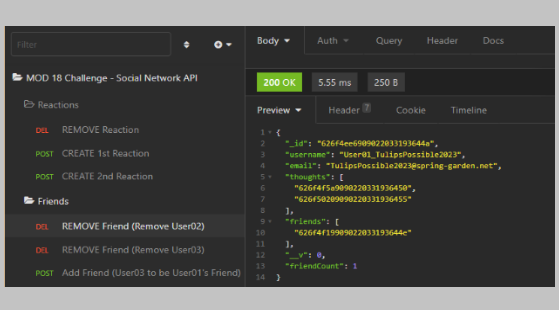 Filter
MOD 18 Challenge - Social Network API
Reactions
DEL REMOVE Reaction
POST CREATE 1st Reaction
POST CREATE 2nd Reaction
Friends
DEL REMOVE Friend (Remove User02)
DEL REMOVE Friend (Remove User03)
POST Add Friend (User03 to be User01's Friend)
Body Auth Query Header Docs
200 OK 5.55 ms 250 B
Preview Header 7 Cookie Timeline
1 {
2 "_id": "626f4ee6909022033193644a",
3 "username": "User01_TulipsPossible2023",
4 "email": "TulipsPossible2023@spring-garden.net",
5 "thoughts": [
6 "626f4f5a9090220331936450",
7 "626f50209090220331936455"
8 ],
9 "friends": [
10 "626f4f19909022033193644e"
11 ],
12 "__v": 0,
13 "friendCount": 1
14 }